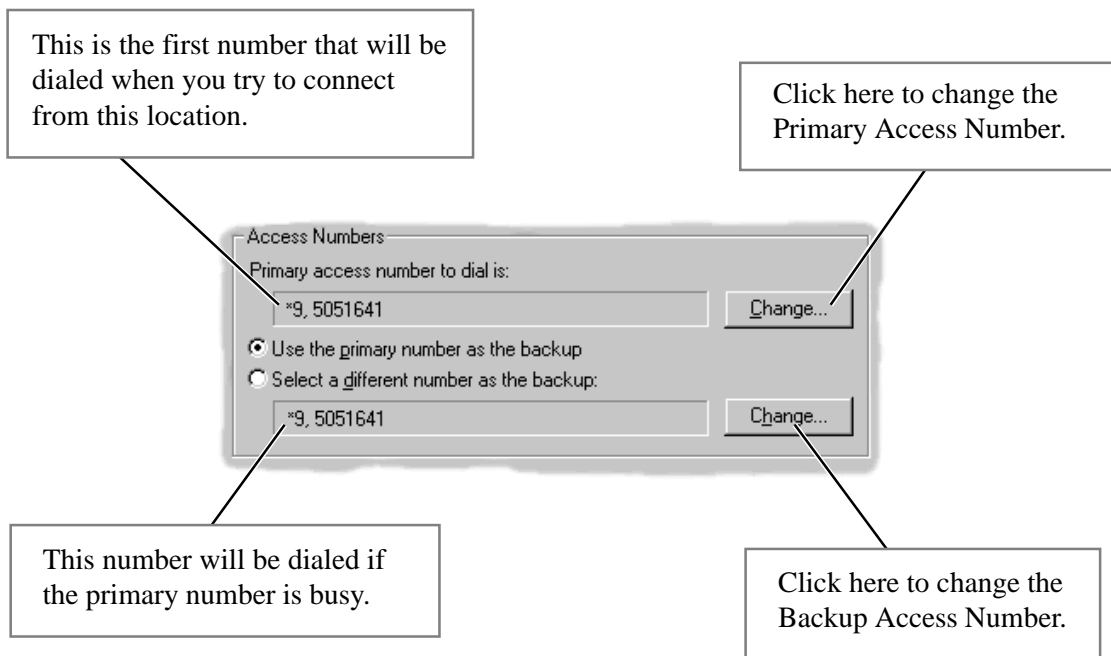 This is the first number that will be
dialed when you try to connect
from this location.
Click here to change the
Primary Access Number.
Access Numbers
Primary access number to dial is:
*9, 5051641
Change...
Use the primary number as the backup
Select a different number as the backup:
*9, 5051641
Change...
This number will be dialed if
the primary number is busy.
Click here to change the
Backup Access Number.